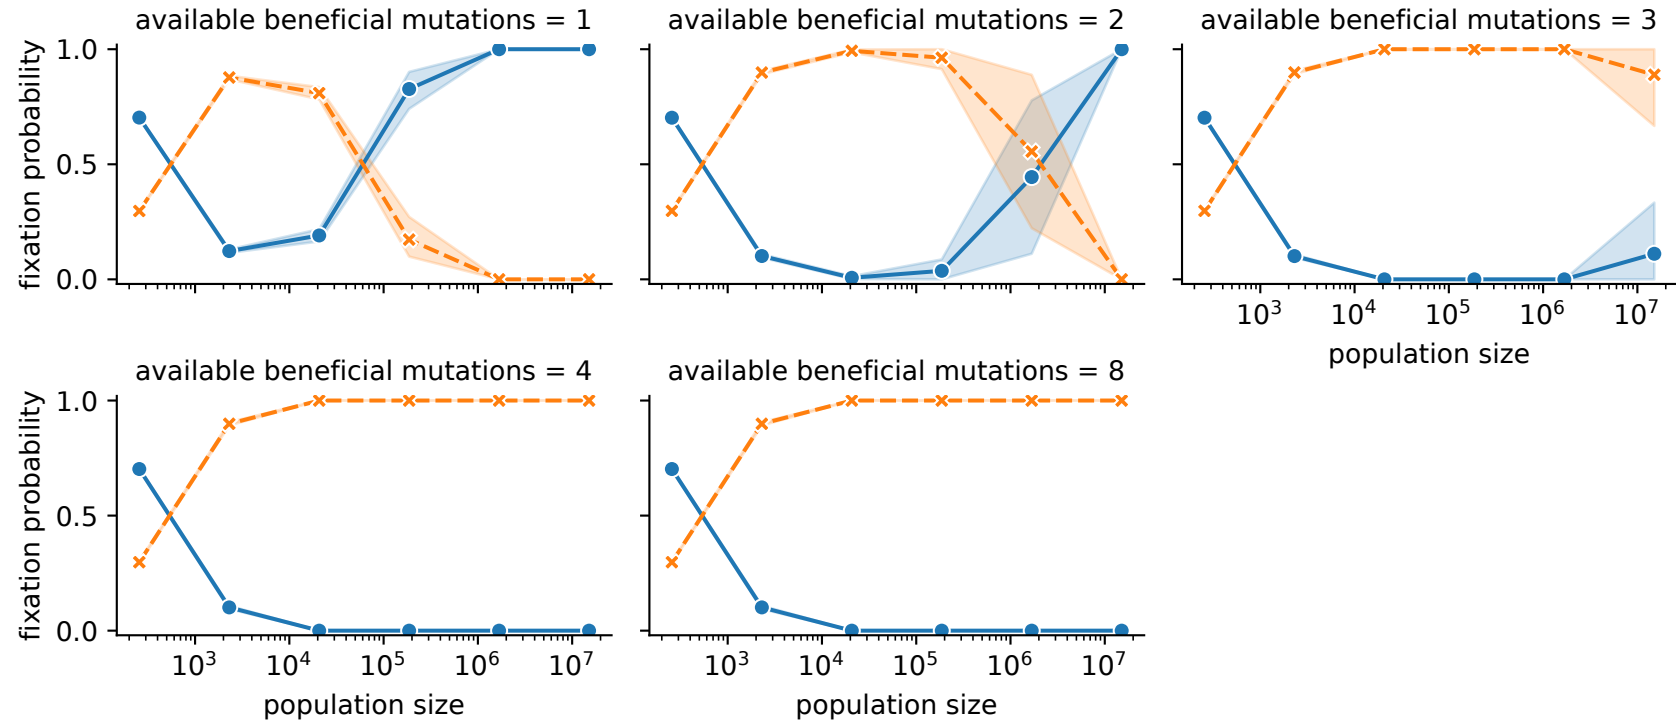 available beneficial mutations = 1
available beneficial mutations = 2
available beneficial mutations = 3
fixation probability
1.0
0.5
0.0
10³ 10⁴ 10⁵ 10⁶ 10⁷
population size
available beneficial mutations = 4
available beneficial mutations = 8
fixation probability
1.0
0.5
0.0
10³ 10⁴ 10⁵ 10⁶ 10⁷
10³ 10⁴ 10⁵ 10⁶ 10⁷
population size
population size